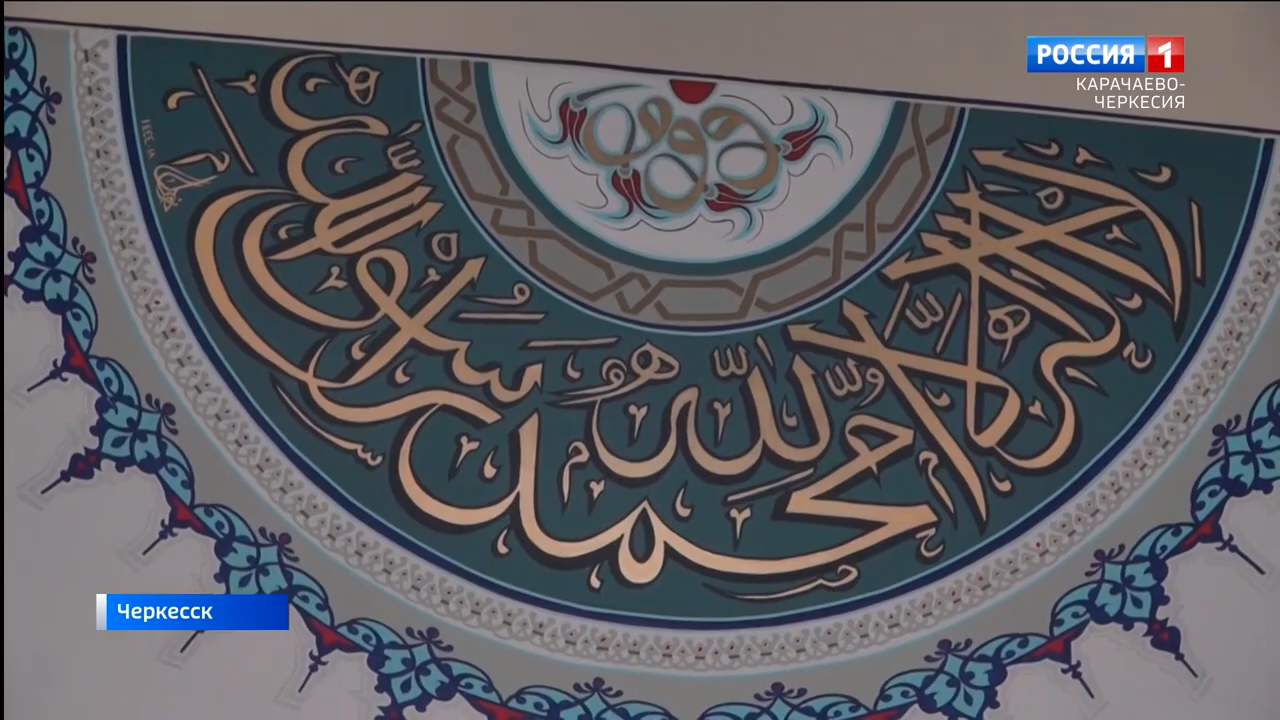 РОССИЯ 1
КАРАЧАЕВО-
ЧЕРКЕСИЯ
لا إله إلا الله محمد رسول الله
Черкесск